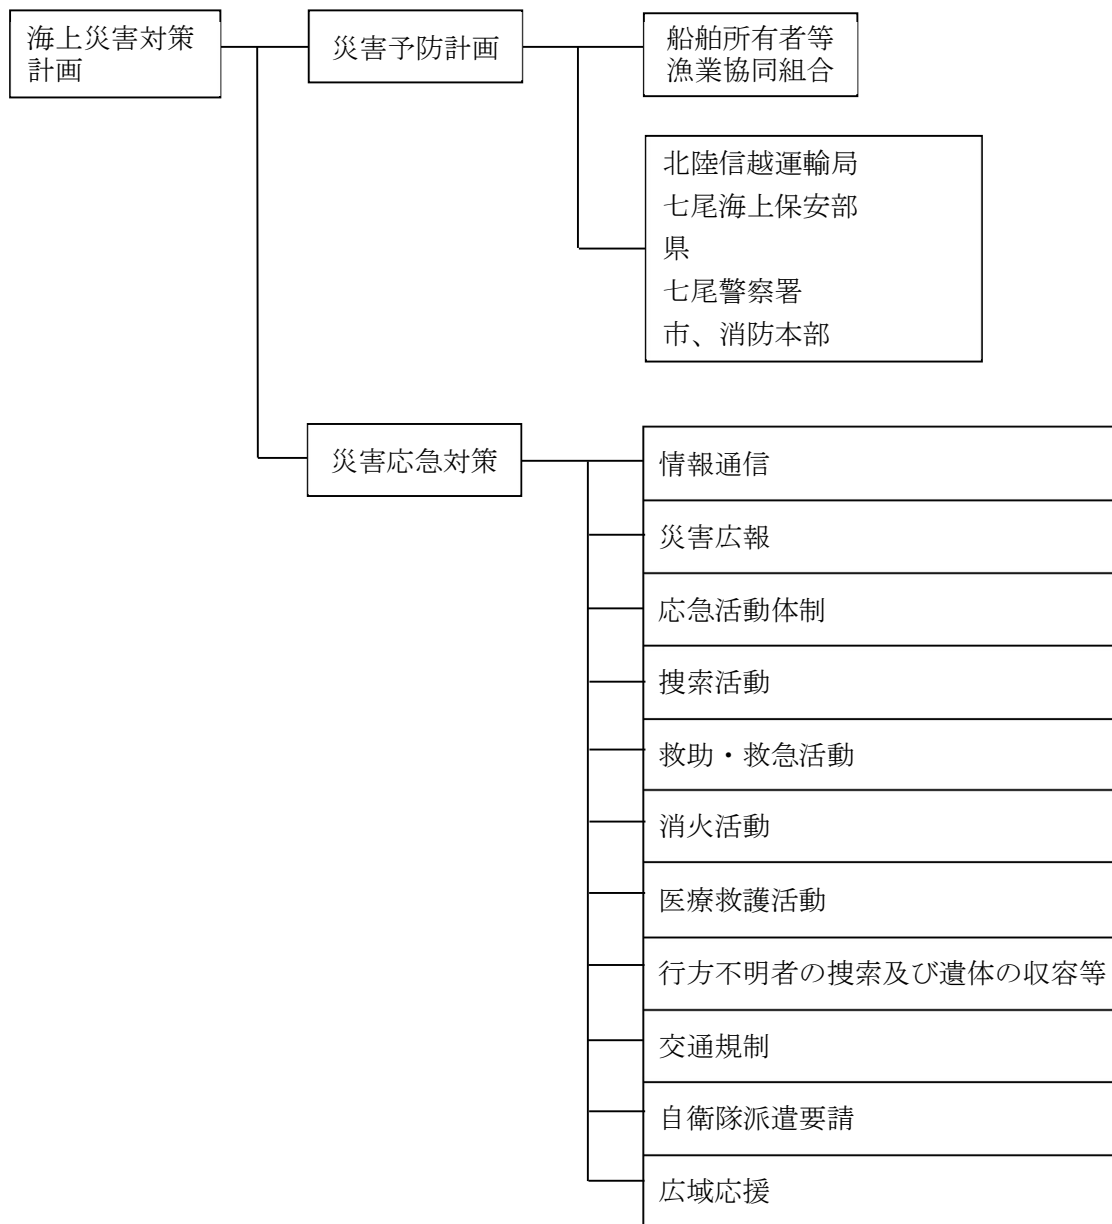 海上災害対策
計画
災害予防計画
船舶所有者等
漁業協同組合
北陸信越運輸局
七尾海上保安部
県
七尾警察署
市、消防本部
災害応急対策
情報通信
災害広報
応急活動体制
捜索活動
救助・救急活動
消火活動
医療救護活動
行方不明者の捜索及び遺体の収容等
交通規制
自衛隊派遣要請
広域応援